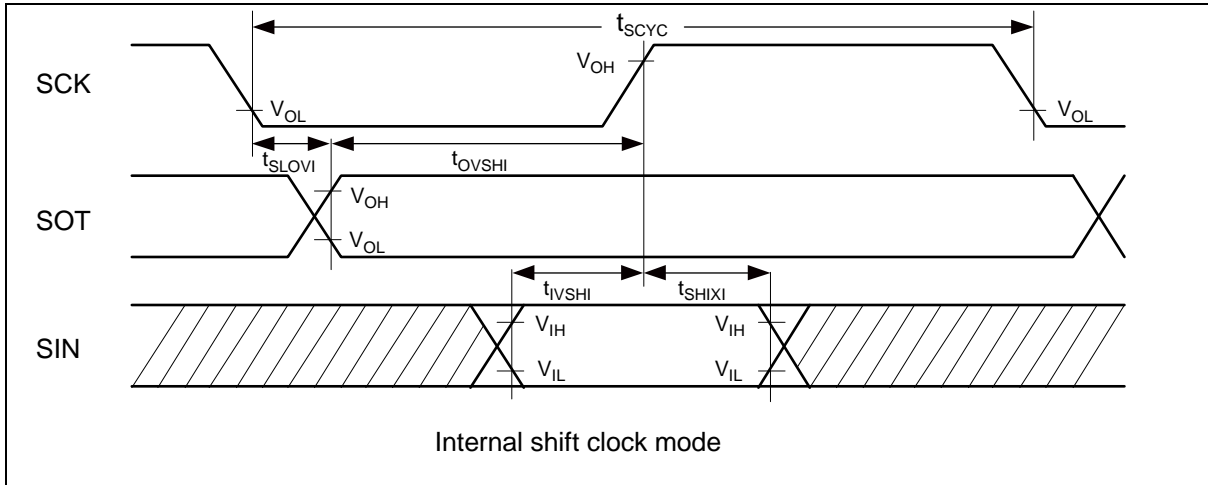 tSCYC
SCK
VOH
VOL
VOL
tSLOVI
tOVSHI
SOT
VOH
VOL
tIVSHI
tSHIXI
SIN
VIH
VIH
VIL
VIL
Internal shift clock mode